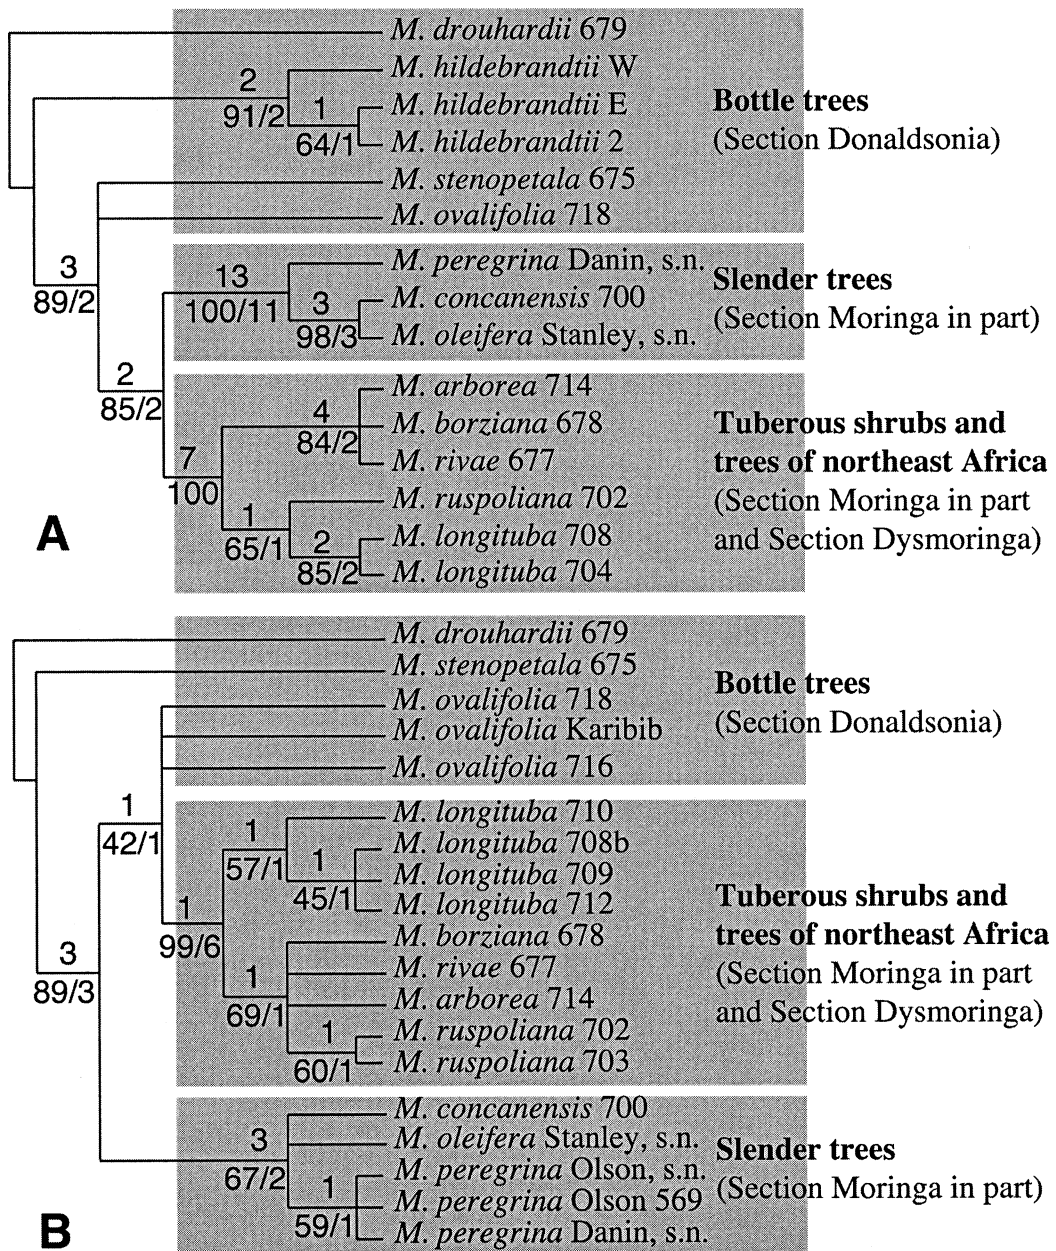 M. drouhardii 679
M. hildebrandtii W
2
91/2
1
M. hildebrandtii E
64/1
M. hildebrandtii 2
Bottle trees
(Section Donaldsonia)
M. stenopetala 675
M. ovalifolia 718
3
89/2
M. peregrina Danin, s.n.
13
100/11
3
M. concanensis 700
98/3
M. oleifera Stanley, s.n.
Slender trees
(Section Moringa in part)
2
85/2
M. arborea 714
4
M. borziana 678
84/2
M. rivae 677
7
100
M. ruspoliana 702
1
65/1
2
M. longituba 708
85/2
M. longituba 704
Tuberous shrubs and
trees of northeast Africa
(Section Moringa in part
and Section Dysmoringa)
A
M. drouhardii 679
M. stenopetala 675
M. ovalifolia 718
M. ovalifolia Karibib
M. ovalifolia 716
Bottle trees
(Section Donaldsonia)
1
42/1
M. longituba 710
1
57/1
M. longituba 708b
1
M. longituba 709
45/1
M. longituba 712
1
99/6
M. borziana 678
M. rivae 677
1
69/1
M. arborea 714
1
M. ruspoliana 702
60/1
M. ruspoliana 703
Tuberous shrubs and
trees of northeast Africa
(Section Moringa in part
and Section Dysmoringa)
3
89/3
M. concanensis 700
3
M. oleifera Stanley, s.n.
67/2
M. peregrina Olson, s.n.
1
M. peregrina Olson 569
59/1
M. peregrina Danin, s.n.
Slender trees
(Section Moringa in part)
B